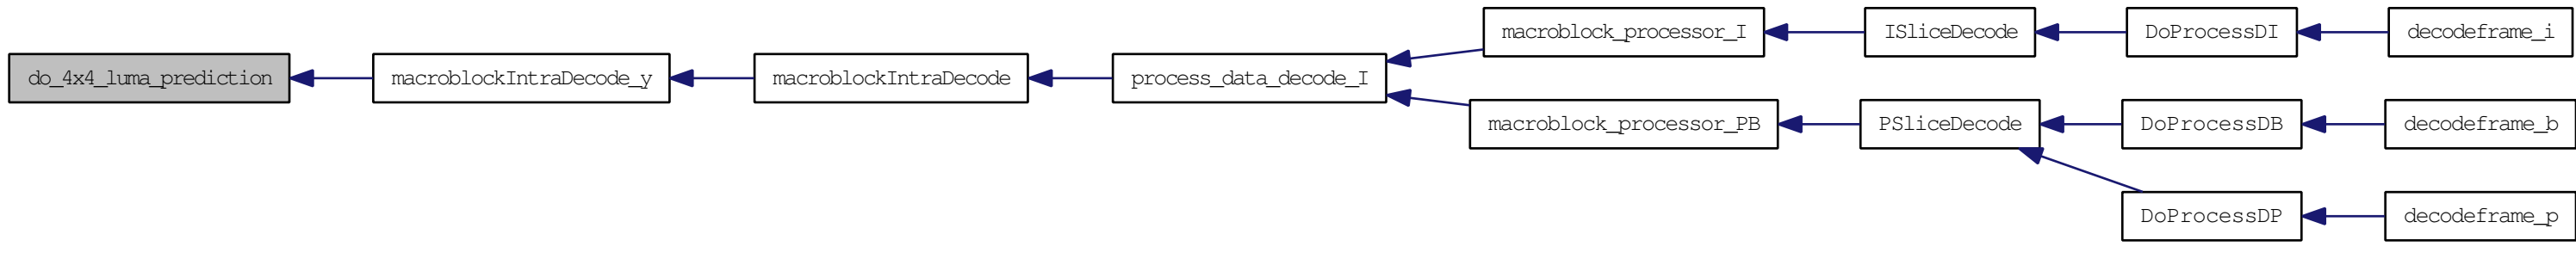 do_4x4_luma_prediction
macroblockIntraDecode_y
macroblockIntraDecode
process_data_decode_I
macroblock_processor_I
ISliceDecode
DoProcessDI
decodeframe_i
macroblock_processor_PB
PSliceDecode
DoProcessDB
decodeframe_b
DoProcessDP
decodeframe_p